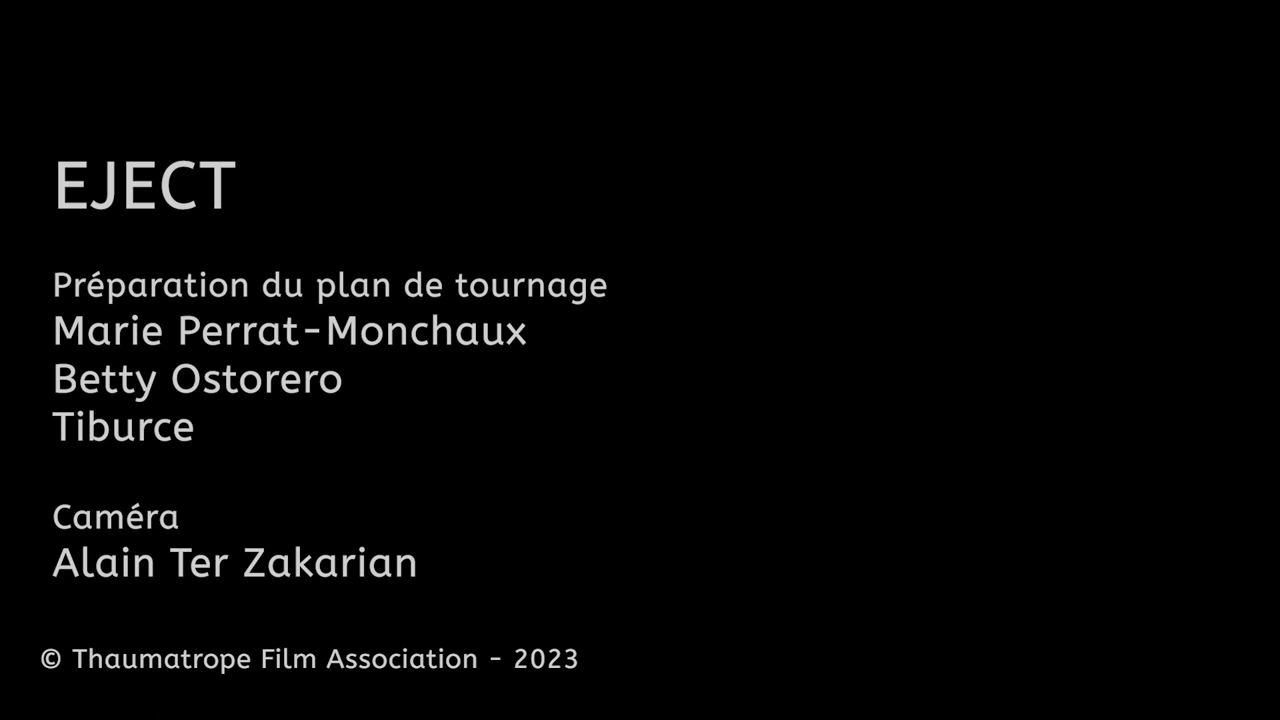 EJECT
Préparation du plan de tournage
Marie Perrat-Monchaux
Betty Ostorero
Tiburce
Caméra
Alain Ter Zakarian
© Thaumatrope Film Association - 2023